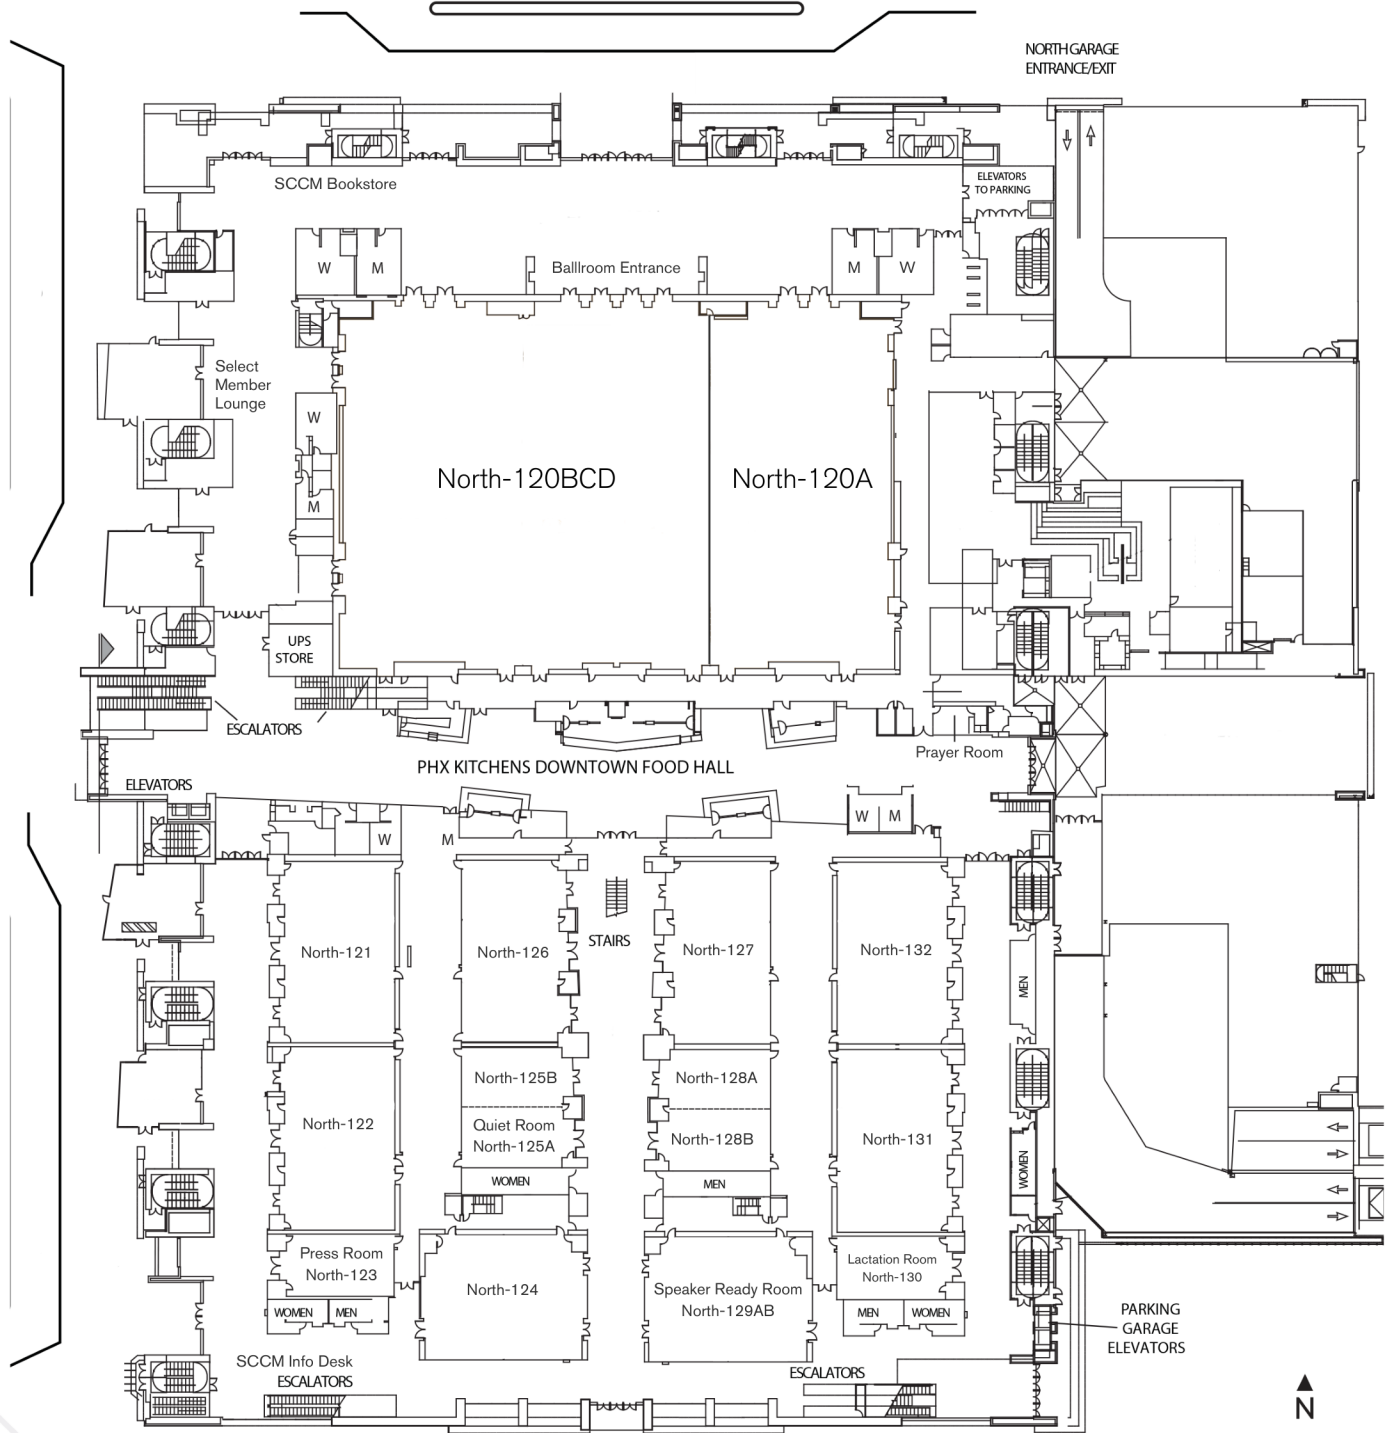 NORTH GARAGE
ENTRANCE/EXIT
SCCM Bookstore
ELEVATORS
TO PARKING
W
M
Balllroom Entrance
M
W
Select
Member
Lounge
W
M
North-120BCD
North-120A
UPS
STORE
ESCALATORS
Prayer Room
PHX KITCHENS DOWNTOWN FOOD HALL
ELEVATORS
W
M
W
M
North-121
North-126
STAIRS
North-127
North-132
MEN
North-125B
North-128A
North-122
Quiet Room
North-125A
North-128B
North-131
WOMEN
WOMEN
MEN
Press Room
North-123
North-124
Speaker Ready Room
North-129AB
Lactation Room
North-130
WOMEN
MEN
MEN
WOMEN
PARKING
GARAGE
ELEVATORS
SCCM Info Desk
ESCALATORS
ESCALATORS
N